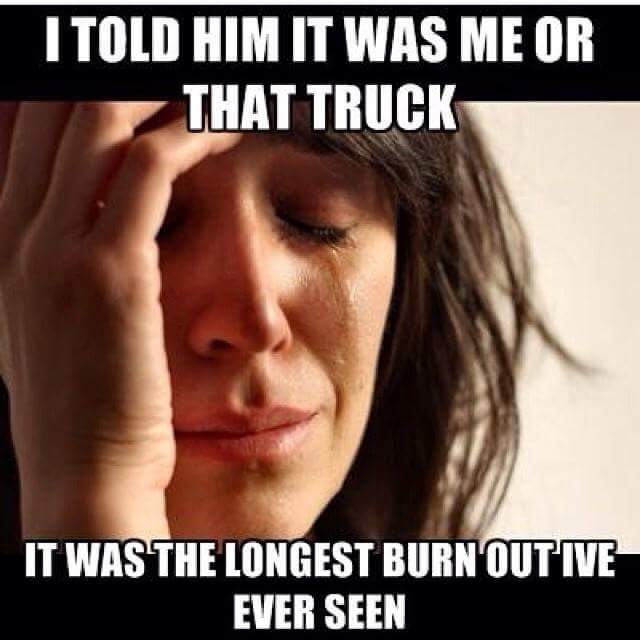 I TOLD HIM IT WAS ME OR
THAT TRUCK
IT WAS THE LONGEST BURN OUT IVE
EVER SEEN